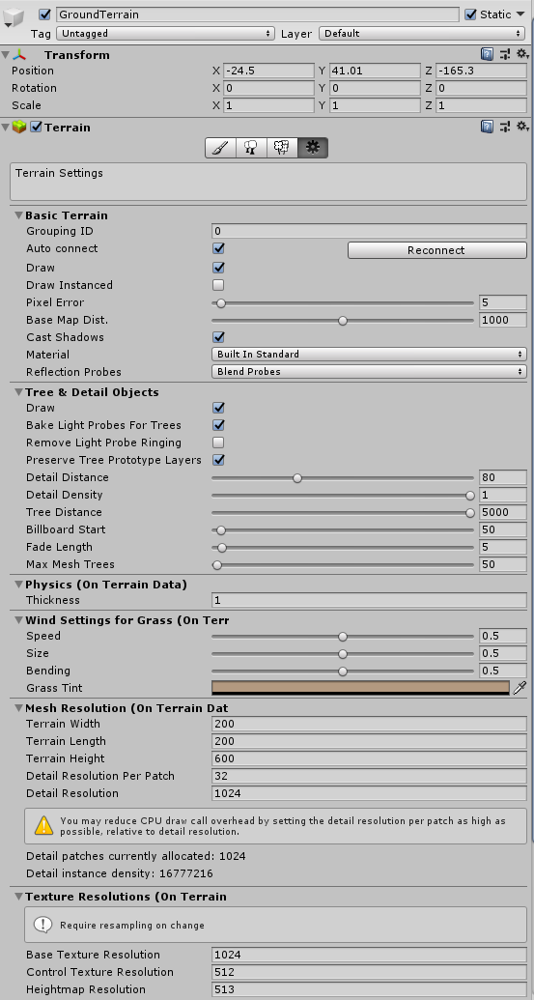 GroundTerrain Static
Tag Untagged Layer Default
Transform
Position X -24.5 Y 41.01 Z -165.3
Rotation X 0 Y 0 Z 0
Scale X 1 Y 1 Z 1
Terrain
Terrain Settings
Basic Terrain
Grouping ID 0
Auto connect Reconnect
Draw
Draw Instanced
Pixel Error 5
Base Map Dist. 1000
Cast Shadows
Material Built In Standard
Reflection Probes Blend Probes
Tree & Detail Objects
Draw
Bake Light Probes For Trees
Remove Light Probe Ringing
Preserve Tree Prototype Layers
Detail Distance 80
Detail Density 1
Tree Distance 5000
Billboard Start 50
Fade Length 5
Max Mesh Trees 50
Physics (On Terrain Data)
Thickness 1
Wind Settings for Grass (On Terr
Speed 0.5
Size 0.5
Bending 0.5
Grass Tint
Mesh Resolution (On Terrain Dat
Terrain Width 200
Terrain Length 200
Terrain Height 600
Detail Resolution Per Patch 32
Detail Resolution 1024
You may reduce CPU draw call overhead by setting the detail resolution per patch as high as
possible, relative to detail resolution.
Detail patches currently allocated: 1024
Detail instance density: 16777216
Texture Resolutions (On Terrain
Require resampling on change
Base Texture Resolution 1024
Control Texture Resolution 512
Heightmap Resolution 513